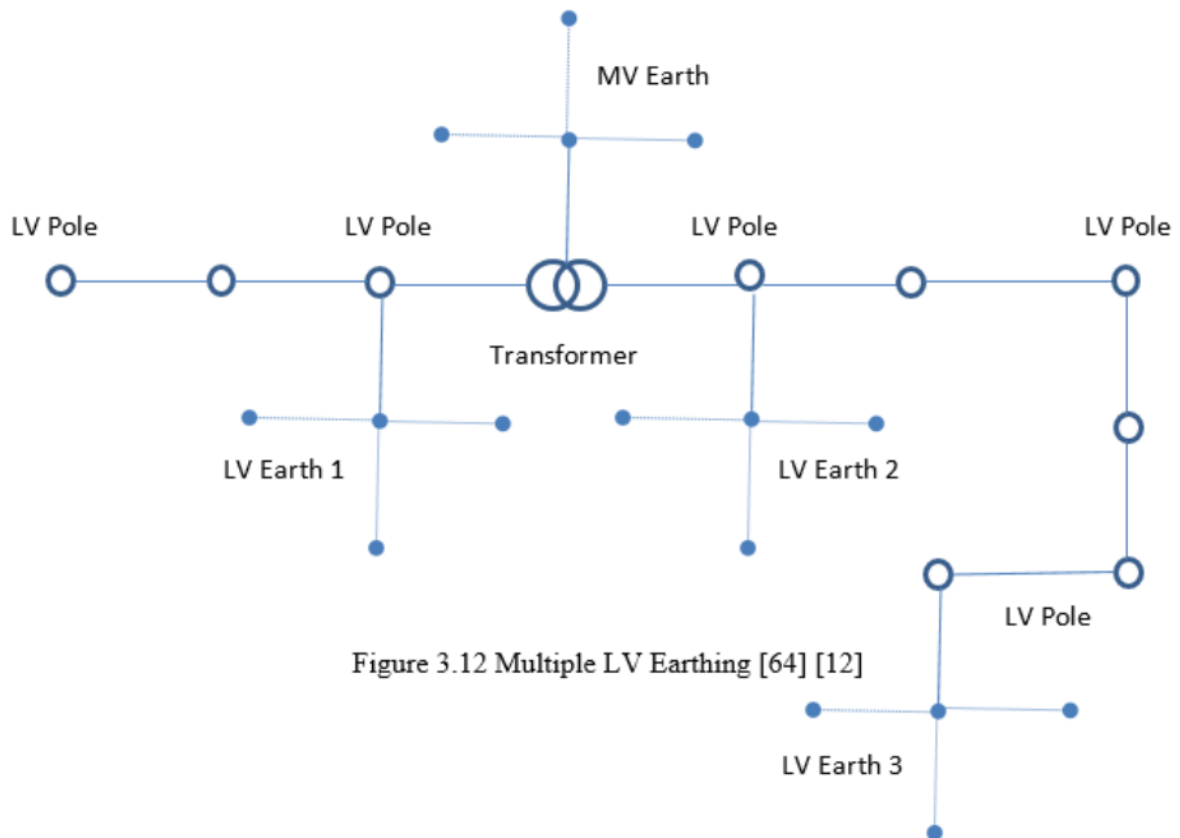 MV Earth
LV Pole
LV Pole
LV Pole
LV Pole
Transformer
LV Earth 1
LV Earth 2
LV Pole
Figure 3.12 Multiple LV Earthing [64] [12]
LV Earth 3